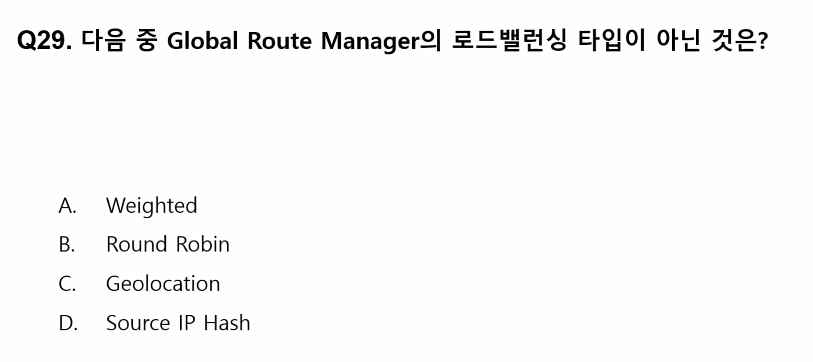 Q29. 다음 중 Global Route Manager의 로드밸런싱 타입이 아닌 것은?
A. Weighted
B. Round Robin
C. Geolocation
D. Source IP Hash